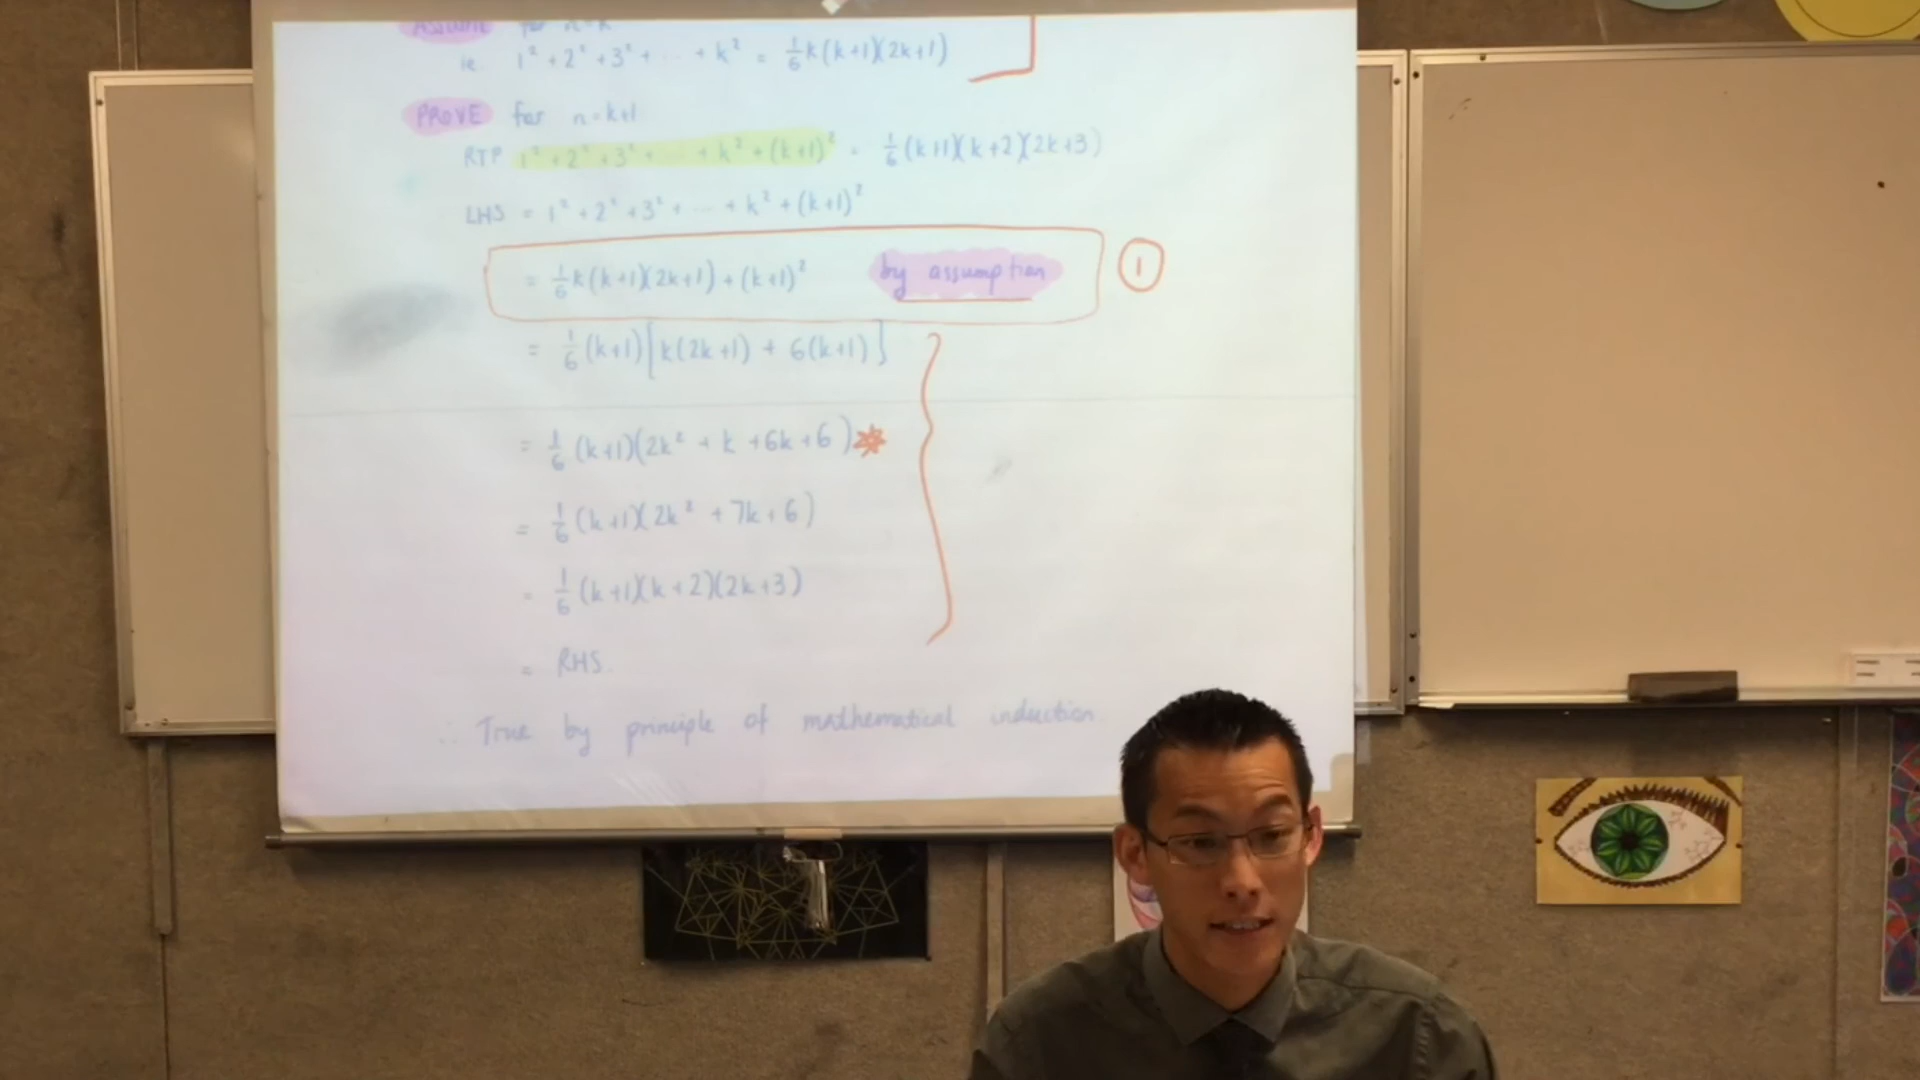 ASSUME for n=k
ie. 1² + 2² + 3² + ... + k² = 1/6 k(k+1)(2k+1)
PROVE for n=k+1
RTP 1² + 2² + 3² + ... + k² + (k+1)² = 1/6 (k+1)(k+2)(2k+3)
LHS = 1² + 2² + 3² + ... + k² + (k+1)²
= 1/6 k(k+1)(2k+1) + (k+1)² by assumption ①
= 1/6 (k+1)[k(2k+1) + 6(k+1)]
= 1/6 (k+1)(2k² + k + 6k + 6)
= 1/6 (k+1)(2k² + 7k + 6)
= 1/6 (k+1)(k+2)(2k+3)
= RHS.
∴ True by principle of mathematical induction